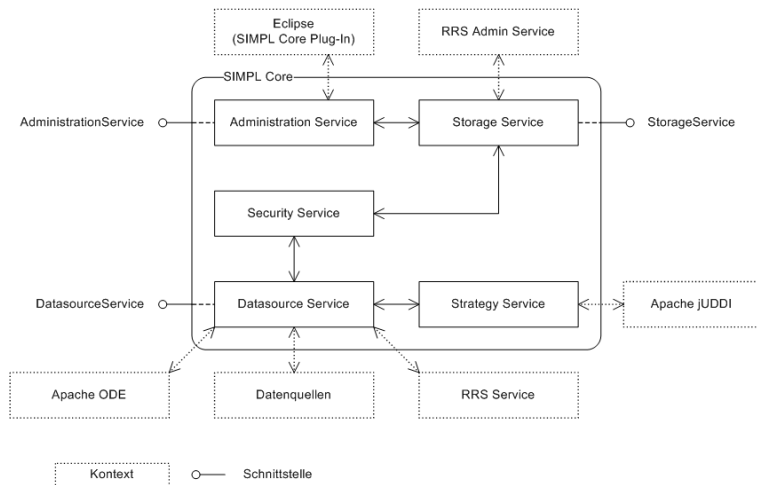 Eclipse
(SIMPL Core Plug-In)
RRS Admin Service
SIMPL Core
AdministrationService
Administration Service
Storage Service
StorageService
Security Service
DatasourceService
Datasource Service
Strategy Service
Apache jUDDI
Apache ODE
Datenquellen
RRS Service
Kontext
Schnittstelle